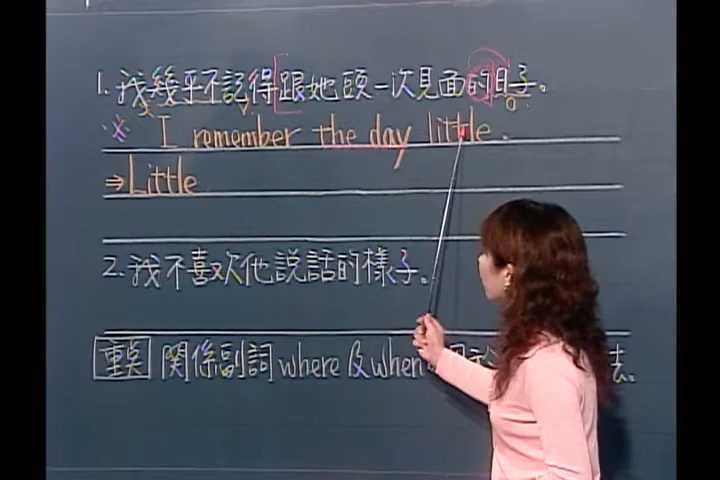 1. 我幾乎不記得跟她頭一次見面的日子。
※ I remember the day little.
⇒ Little
2. 我不喜歡他說話的樣子。
重點 關係副詞 where 及 when 法。